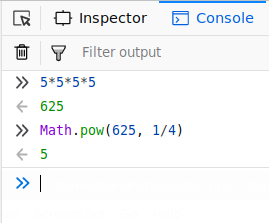 Inspector Console
Filter output
5*5*5*5
625
Math.pow(625, 1/4)
5